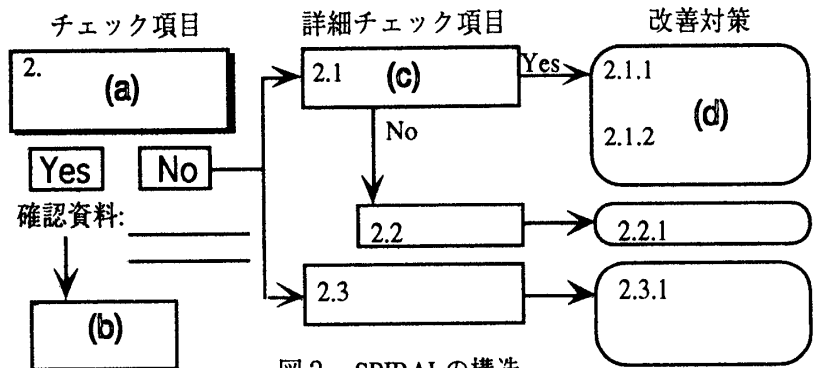 チェック項目
詳細チェック項目
改善対策
2.
(a)
2.1
(c)
Yes
2.1.1
2.1.2
(d)
No
Yes
No
確認資料:
2.2
2.2.1
2.3
2.3.1
(b)
図2 SPIRALの構造